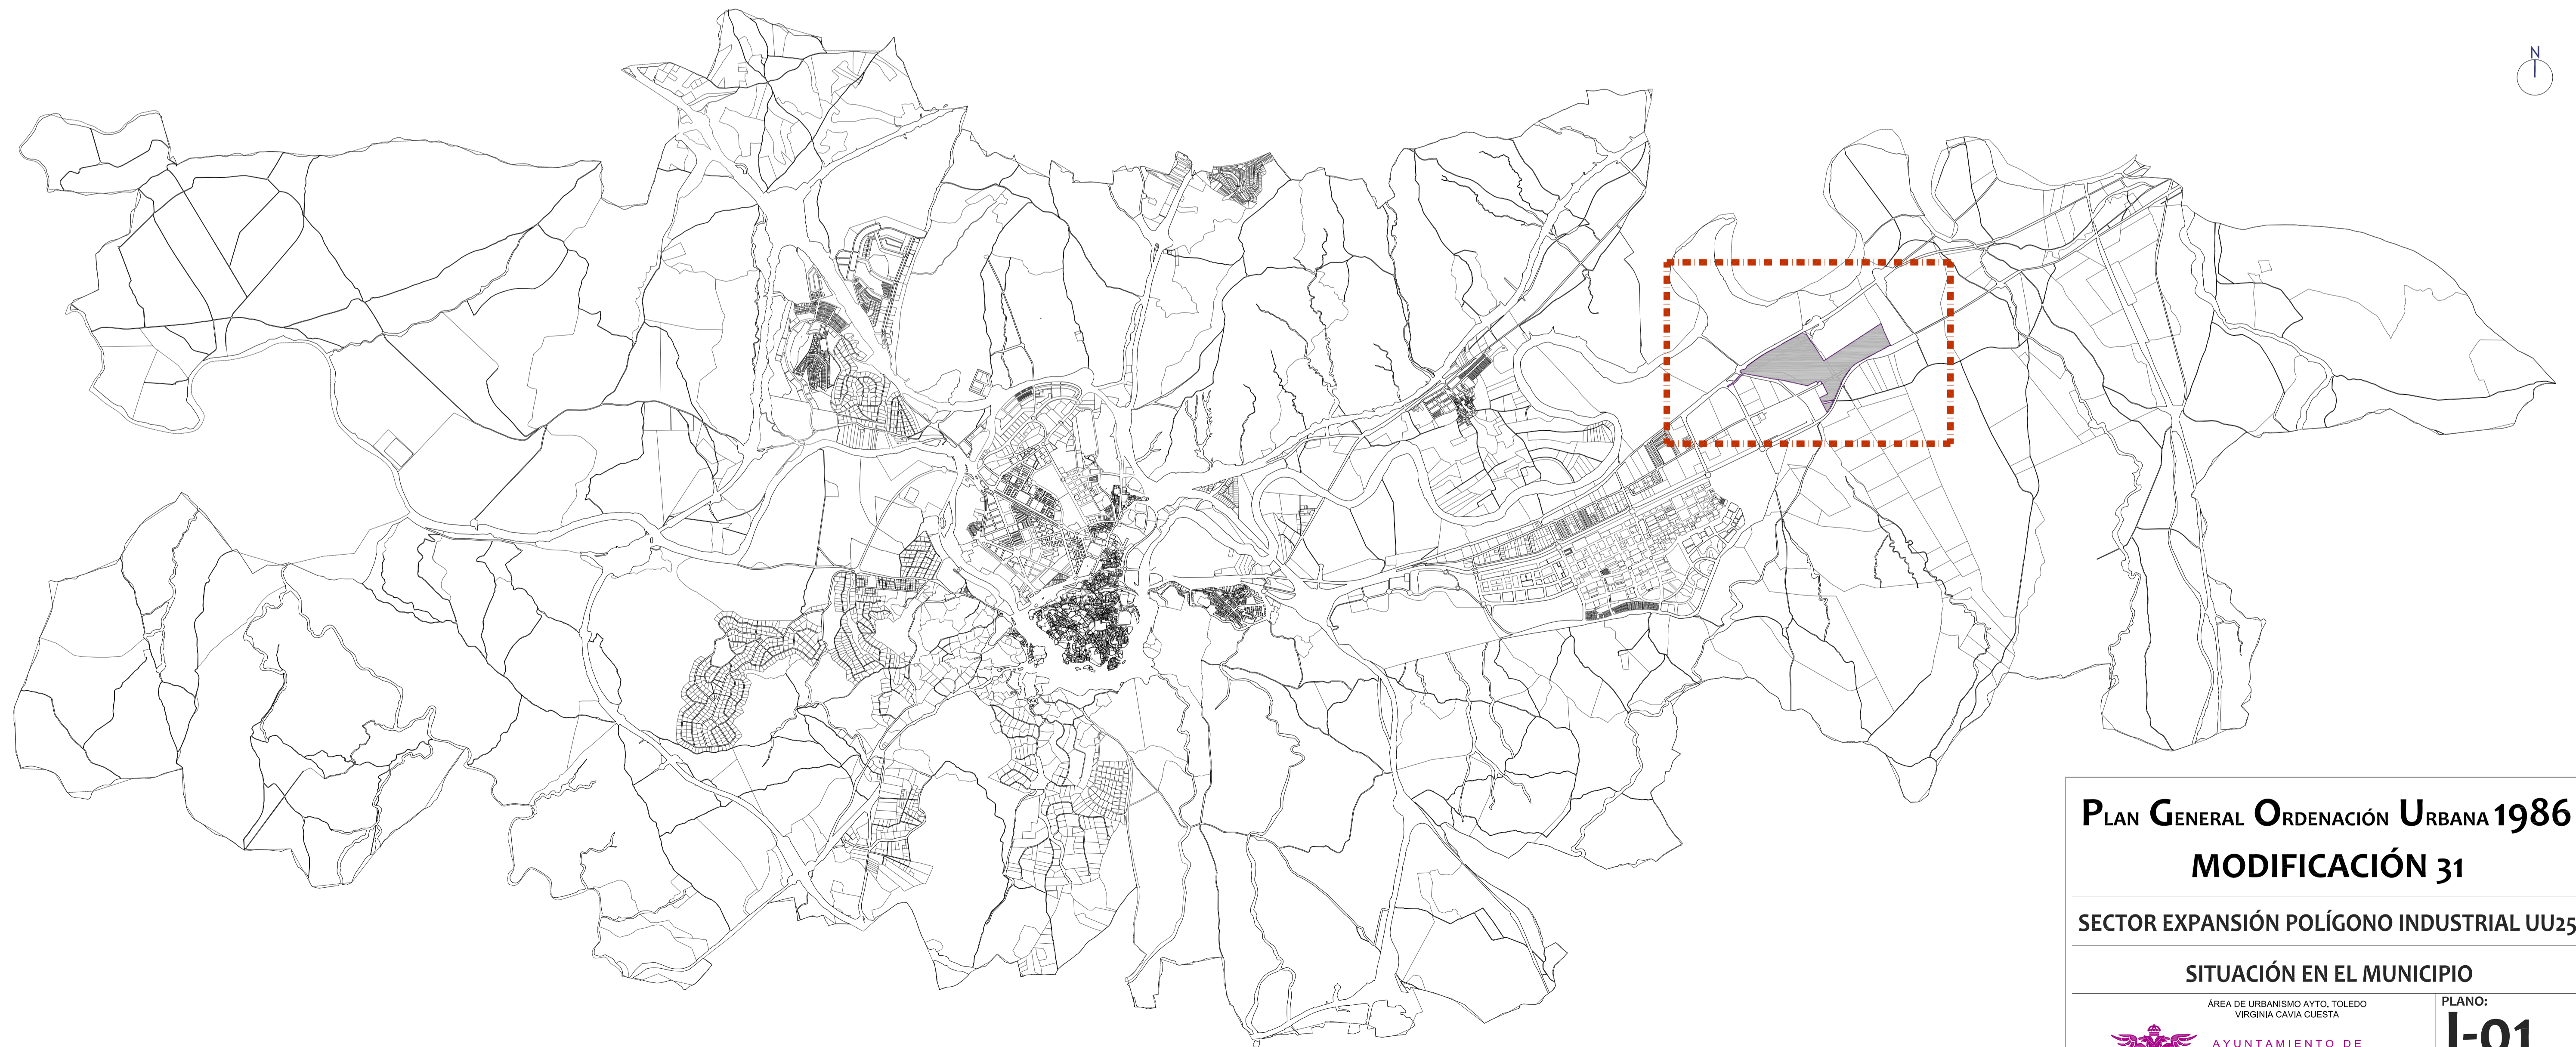 N
PLAN GENERAL ORDENACIÓN URBANA 1986
MODIFICACIÓN 31
SECTOR EXPANSIÓN POLÍGONO INDUSTRIAL UU25
SITUACIÓN EN EL MUNICIPIO
ÁREA DE URBANISMO AYTO, TOLEDO
VIRGINIA CAVIA CUESTA
PLANO:
I-01
AYUNTAMIENTO DE